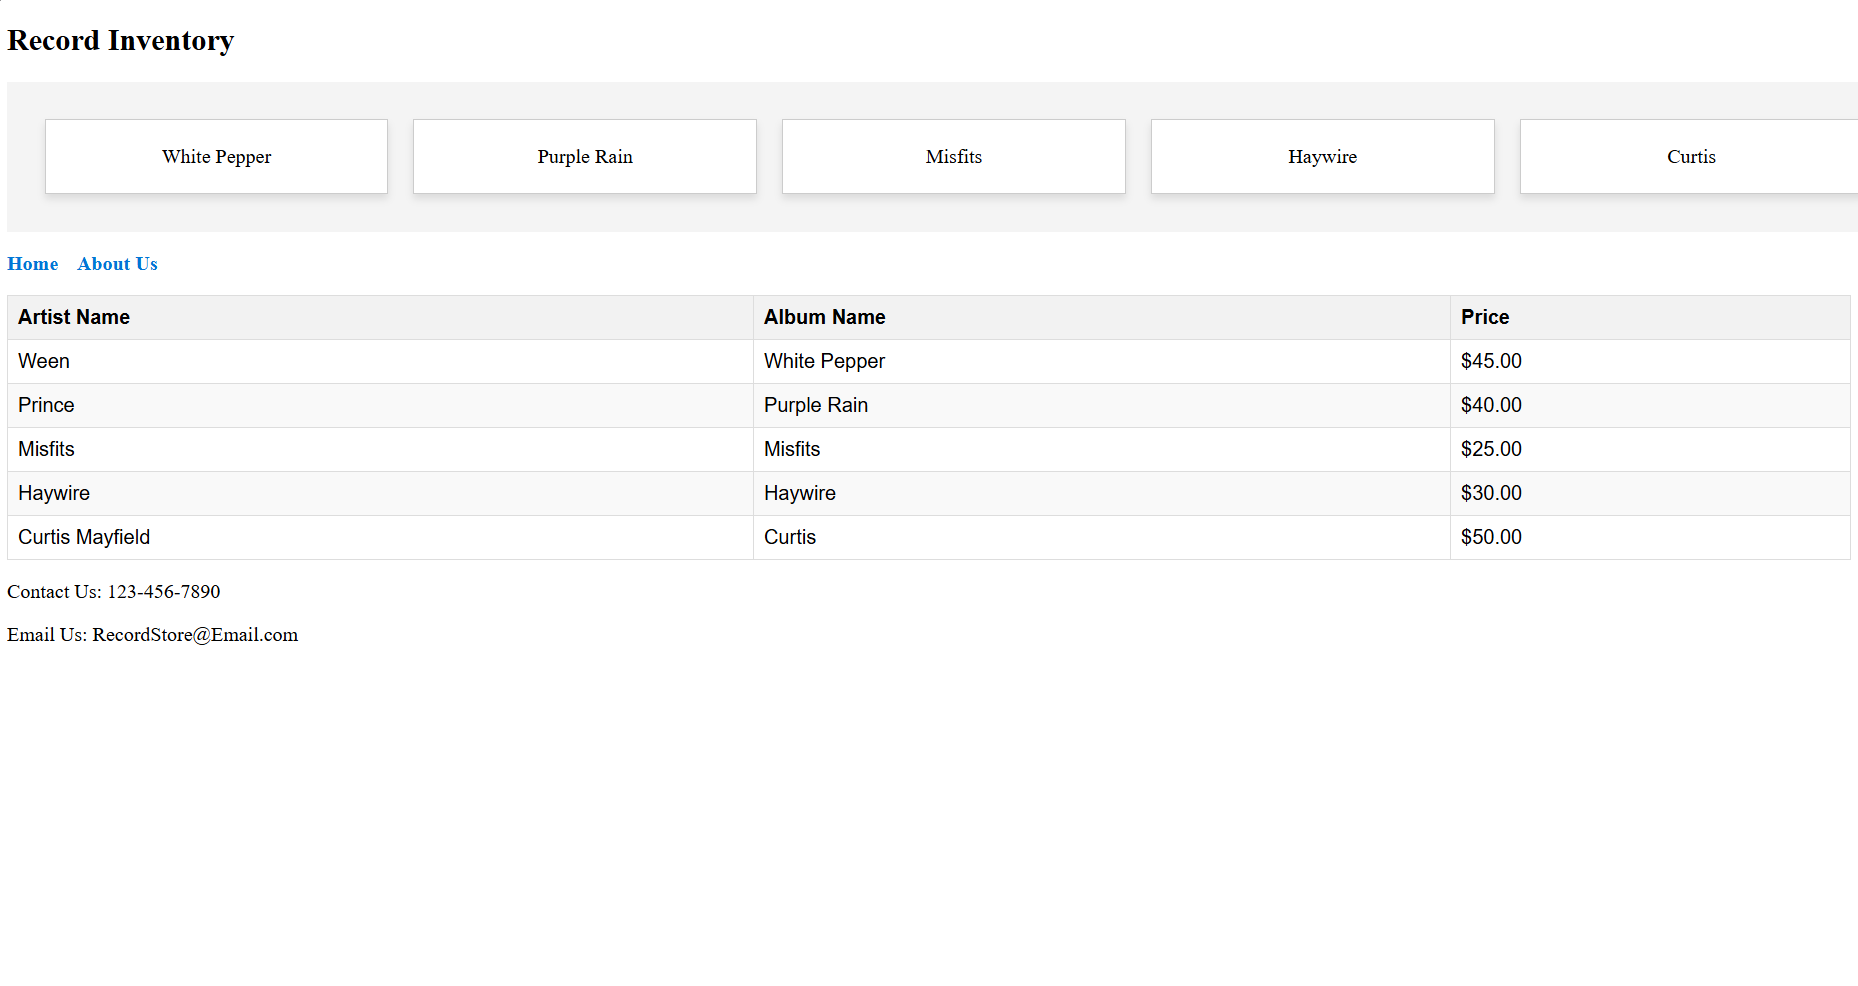 Record Inventory
White Pepper Purple Rain Misfits Haywire Curtis
Home About Us
Artist Name Album Name Price
Ween White Pepper $45.00
Prince Purple Rain $40.00
Misfits Misfits $25.00
Haywire Haywire $30.00
Curtis Mayfield Curtis $50.00
Contact Us: 123-456-7890
Email Us: RecordStore@Email.com